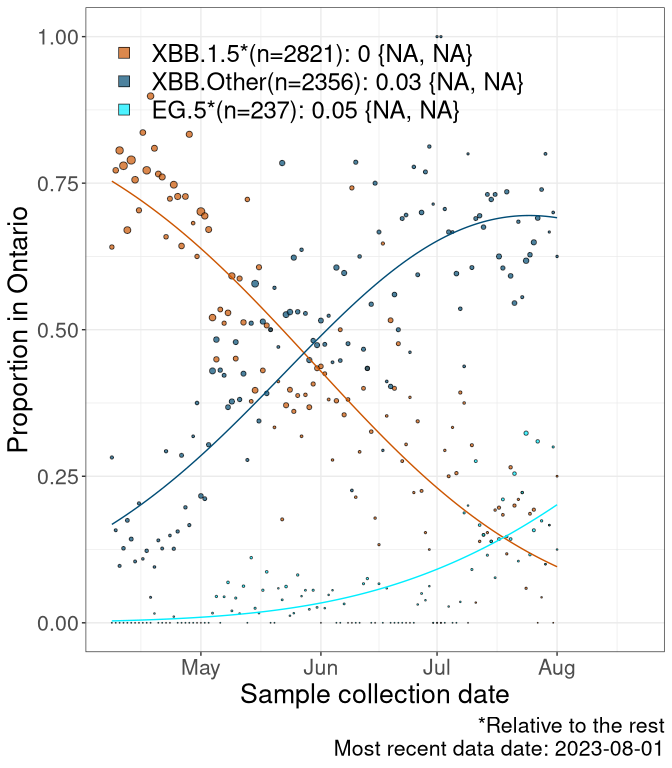 1.00
0.75
0.50
0.25
0.00
Proportion in Ontario
XBB.1.5*(n=2821): 0 {NA, NA}
XBB.Other(n=2356): 0.03 {NA, NA}
EG.5*(n=237): 0.05 {NA, NA}
May Jun Jul Aug
Sample collection date
*Relative to the rest
Most recent data date: 2023-08-01